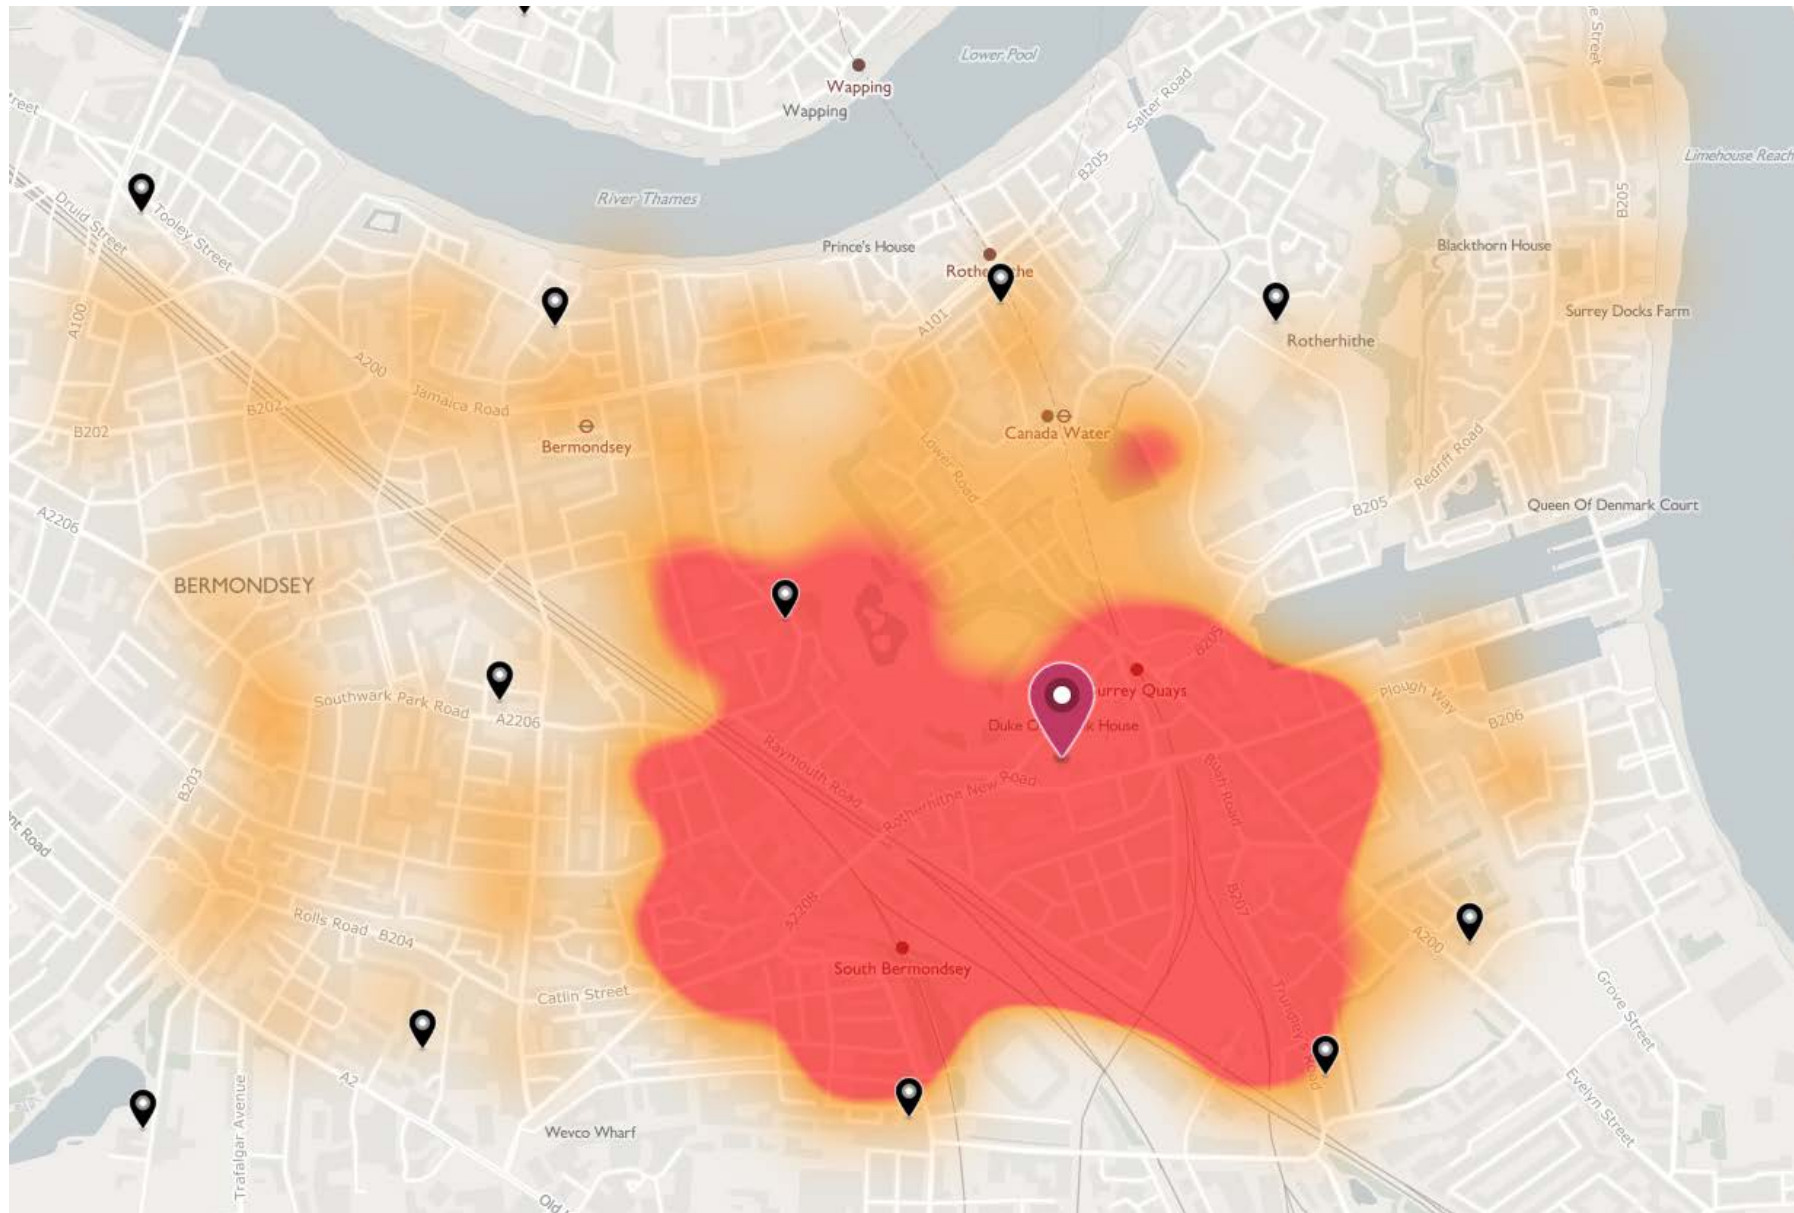 Wapping
Wapping
Lower Pool
Salter Road
B205
Limehouse Reach
B205
River Thames
Druid Street
Tooley Street
Prince's House
Blackthorn House
A100
A101
Surrey Docks Farm
Rotherhithe
A200
Jamaica Road
B202
B202
Bermondsey
Canada Water
Lower Road
Redriff Road
B205
Queen Of Denmark Court
A2206
BERMONDSEY
B205
Surrey Quays
Southwark Park Road
A2206
Plough Way
B206
House
Raymouth Road
Rotherhithe New Road
B203
B207
A2208
Rolls Road
B204
A200
South Bermondsey
Catlin Street
Grove Street
A2
Evelyn Street
Wevco Wharf
Trafalgar Avenue